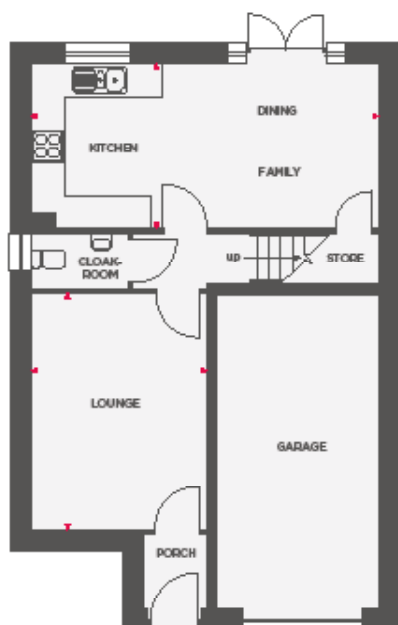 DINING
KITCHEN
FAMILY
CLOAK-
ROOM
UP
STORE
LOUNGE
GARAGE
PORCH